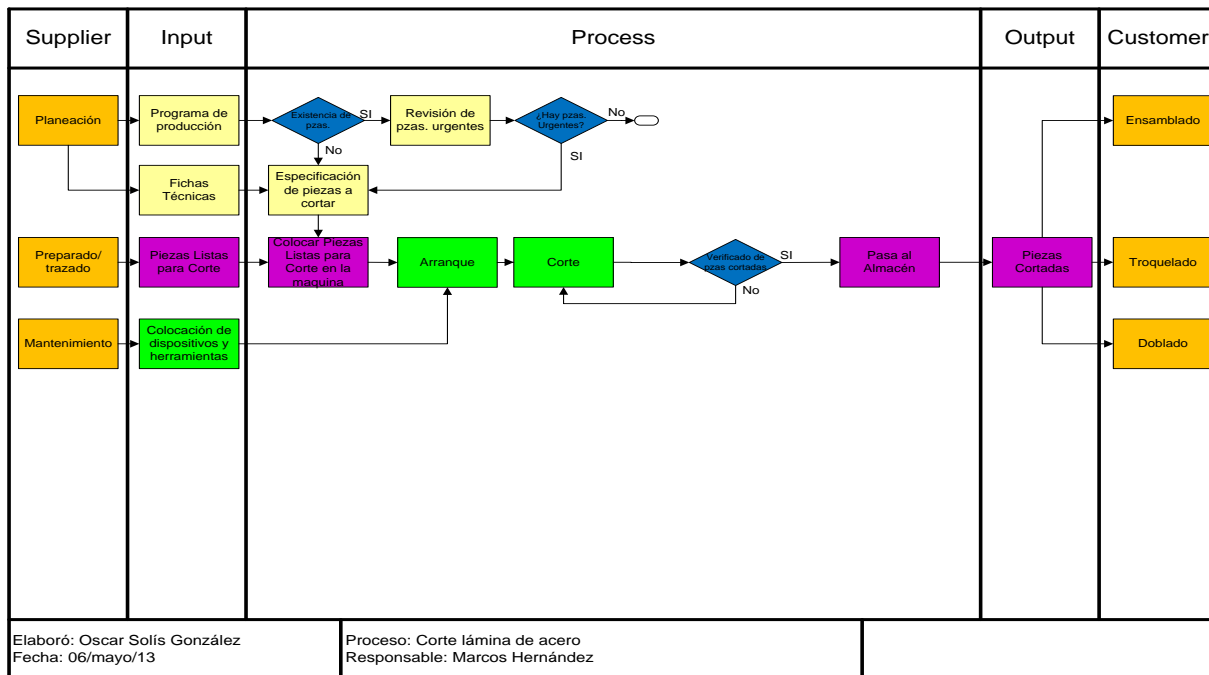 Supplier
Input
Process
Output
Customer
Planeación
Programa de
producción
Existencia de
pzas.
SI
No
Revisión de
pzas. urgentes
¿Hay pzas.
Urgentes?
No
SI
Ensamblado
Fichas
Técnicas
Especificación
de piezas a
cortar
Preparado/
trazado
Piezas Listas
para Corte
Colocar Piezas
Listas para
Corte en la
maquina
Arranque
Corte
Verificado de
pzas cortadas
SI
No
Pasa al
Almacén
Piezas
Cortadas
Troquelado
Mantenimiento
Colocación de
dispositivos y
herramientas
Doblado
Elaboró: Oscar Solís González
Fecha: 06/mayo/13
Proceso: Corte lámina de acero
Responsable: Marcos Hernández